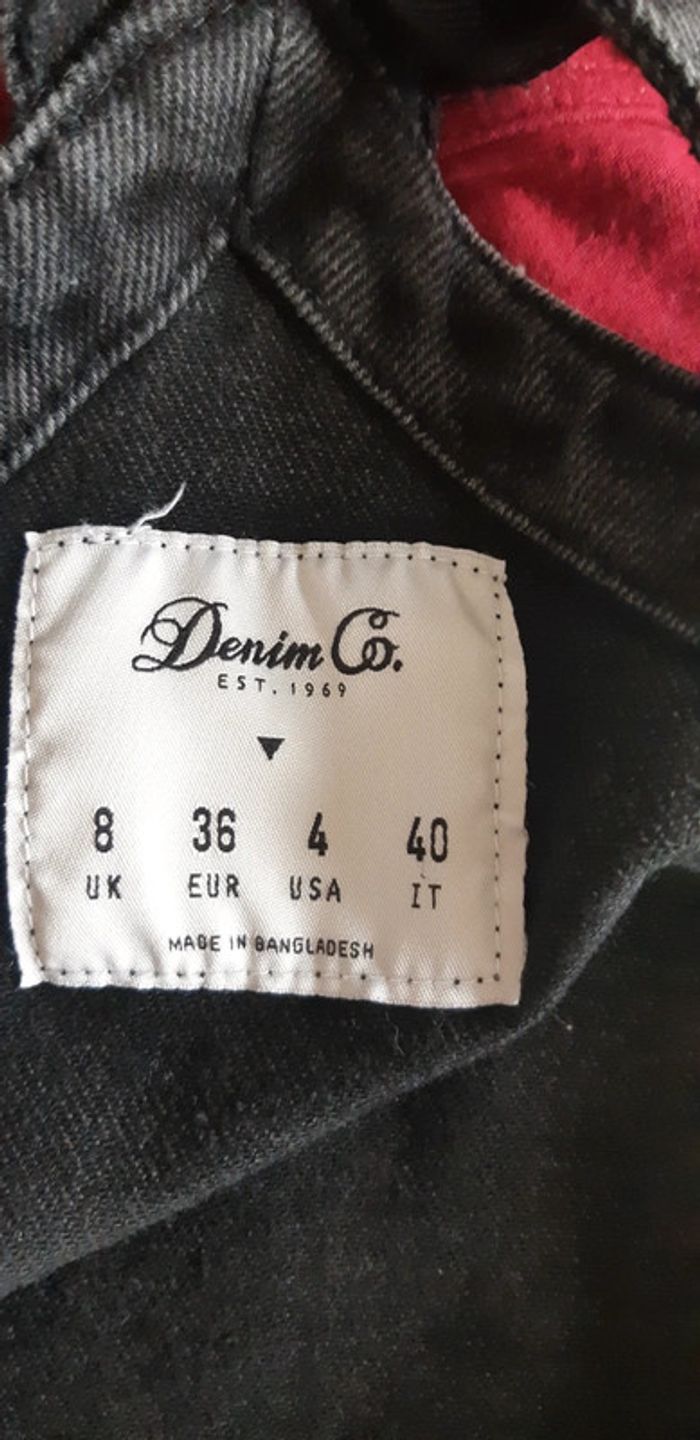 Denim Co.
EST. 1969
8 36 4 40
UK EUR USA IT
MADE IN BANGLADESH